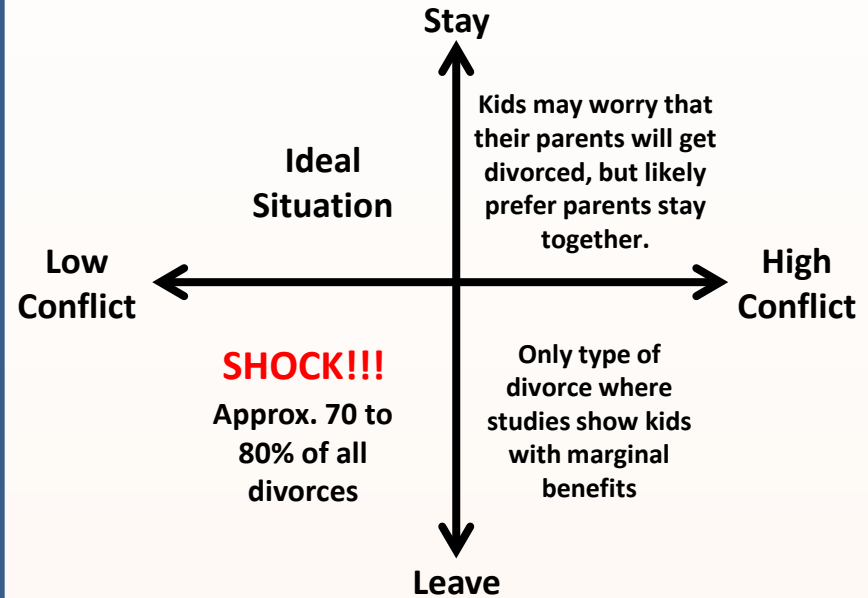 Stay
Ideal
Situation
Kids may worry that
their parents will get
divorced, but likely
prefer parents stay
together.
Low
Conflict
High
Conflict
SHOCK!!!
Approx. 70 to
80% of all
divorces
Only type of
divorce where
studies show kids
with marginal
benefits
Leave